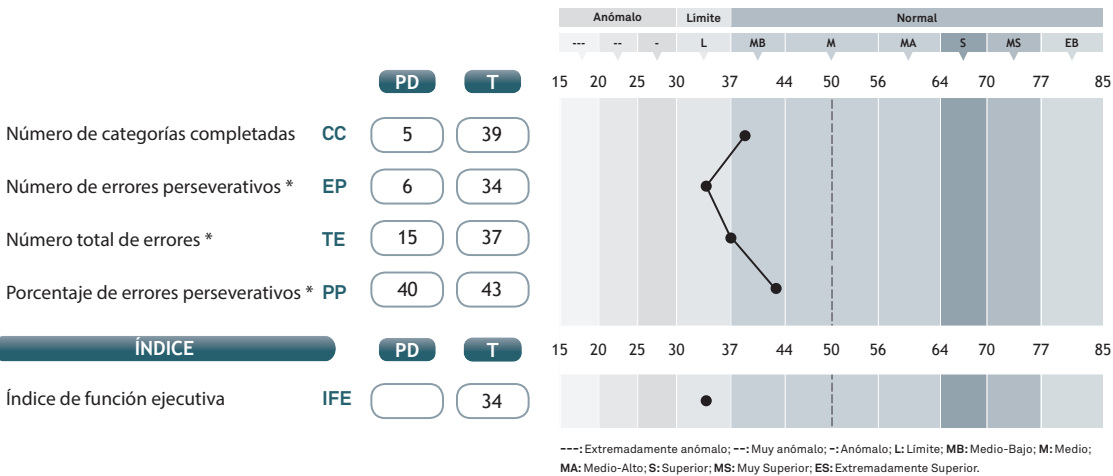 Anómalo Límite Normal
--- -- - L MB M MA S MS EB
PD T 15 20 25 30 37 44 50 56 64 70 77 85
Número de categorías completadas CC 5 39
Número de errores perseverativos * EP 6 34
Número total de errores * TE 15 37
Porcentaje de errores perseverativos * PP 40 43
ÍNDICE PD T 15 20 25 30 37 44 50 56 64 70 77 85
Índice de función ejecutiva IFE 34
---: Extremadamente anómalo; --: Muy anómalo; -: Anómalo; L: Límite; MB: Medio-Bajo; M: Medio;
MA: Medio-Alto; S: Superior; MS: Muy Superior; ES: Extremadamente Superior.